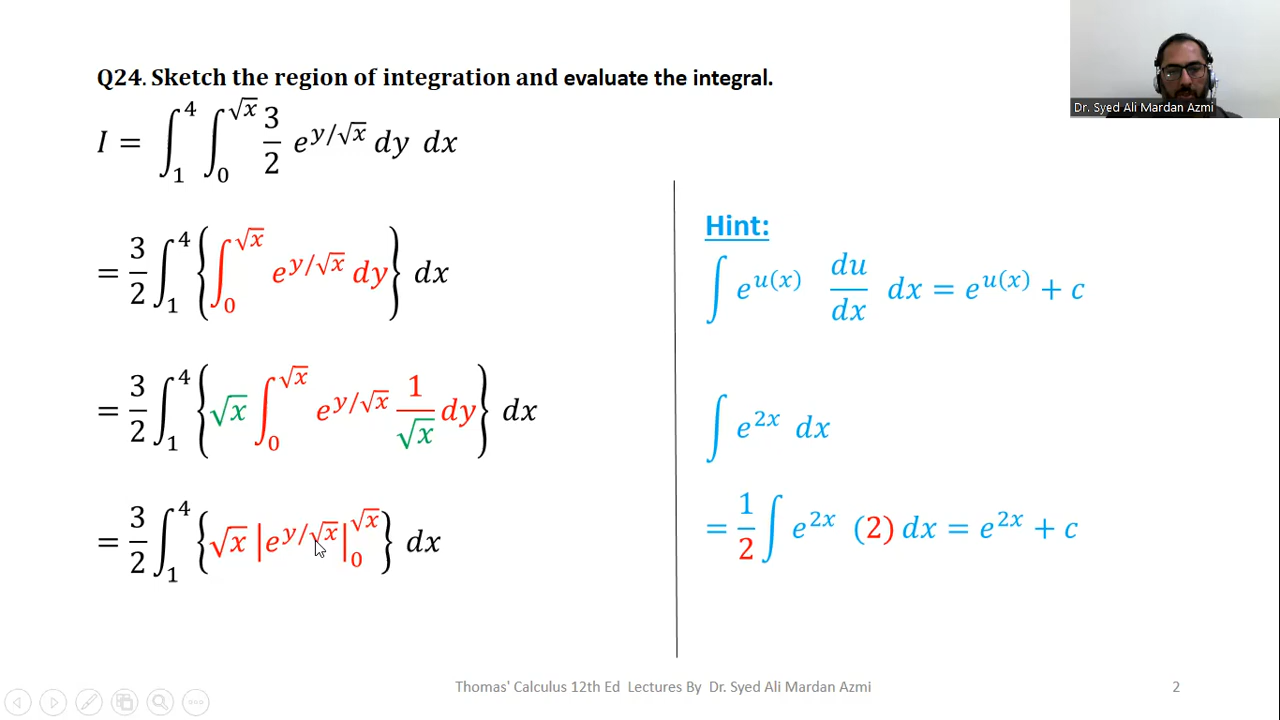 Q24. Sketch the region of integration and evaluate the integral.
I = ∫₁⁴ ∫₀^√x 3/2 e^{y/√x} dy dx
= 3/2 ∫₁⁴ { ∫₀^√x e^{y/√x} dy } dx
= 3/2 ∫₁⁴ { √x ∫₀^√x e^{y/√x} 1/√x dy } dx
= 3/2 ∫₁⁴ { √x |e^{y/√x}|₀^√x } dx
Hint:
∫ e^{u(x)} du/dx dx = e^{u(x)} + c
∫ e^{2x} dx
= 1/2 ∫ e^{2x} (2) dx = e^{2x} + c
Dr. Syed Ali Mardan Azmi
Thomas' Calculus 12th Ed Lectures By Dr. Syed Ali Mardan Azmi
2